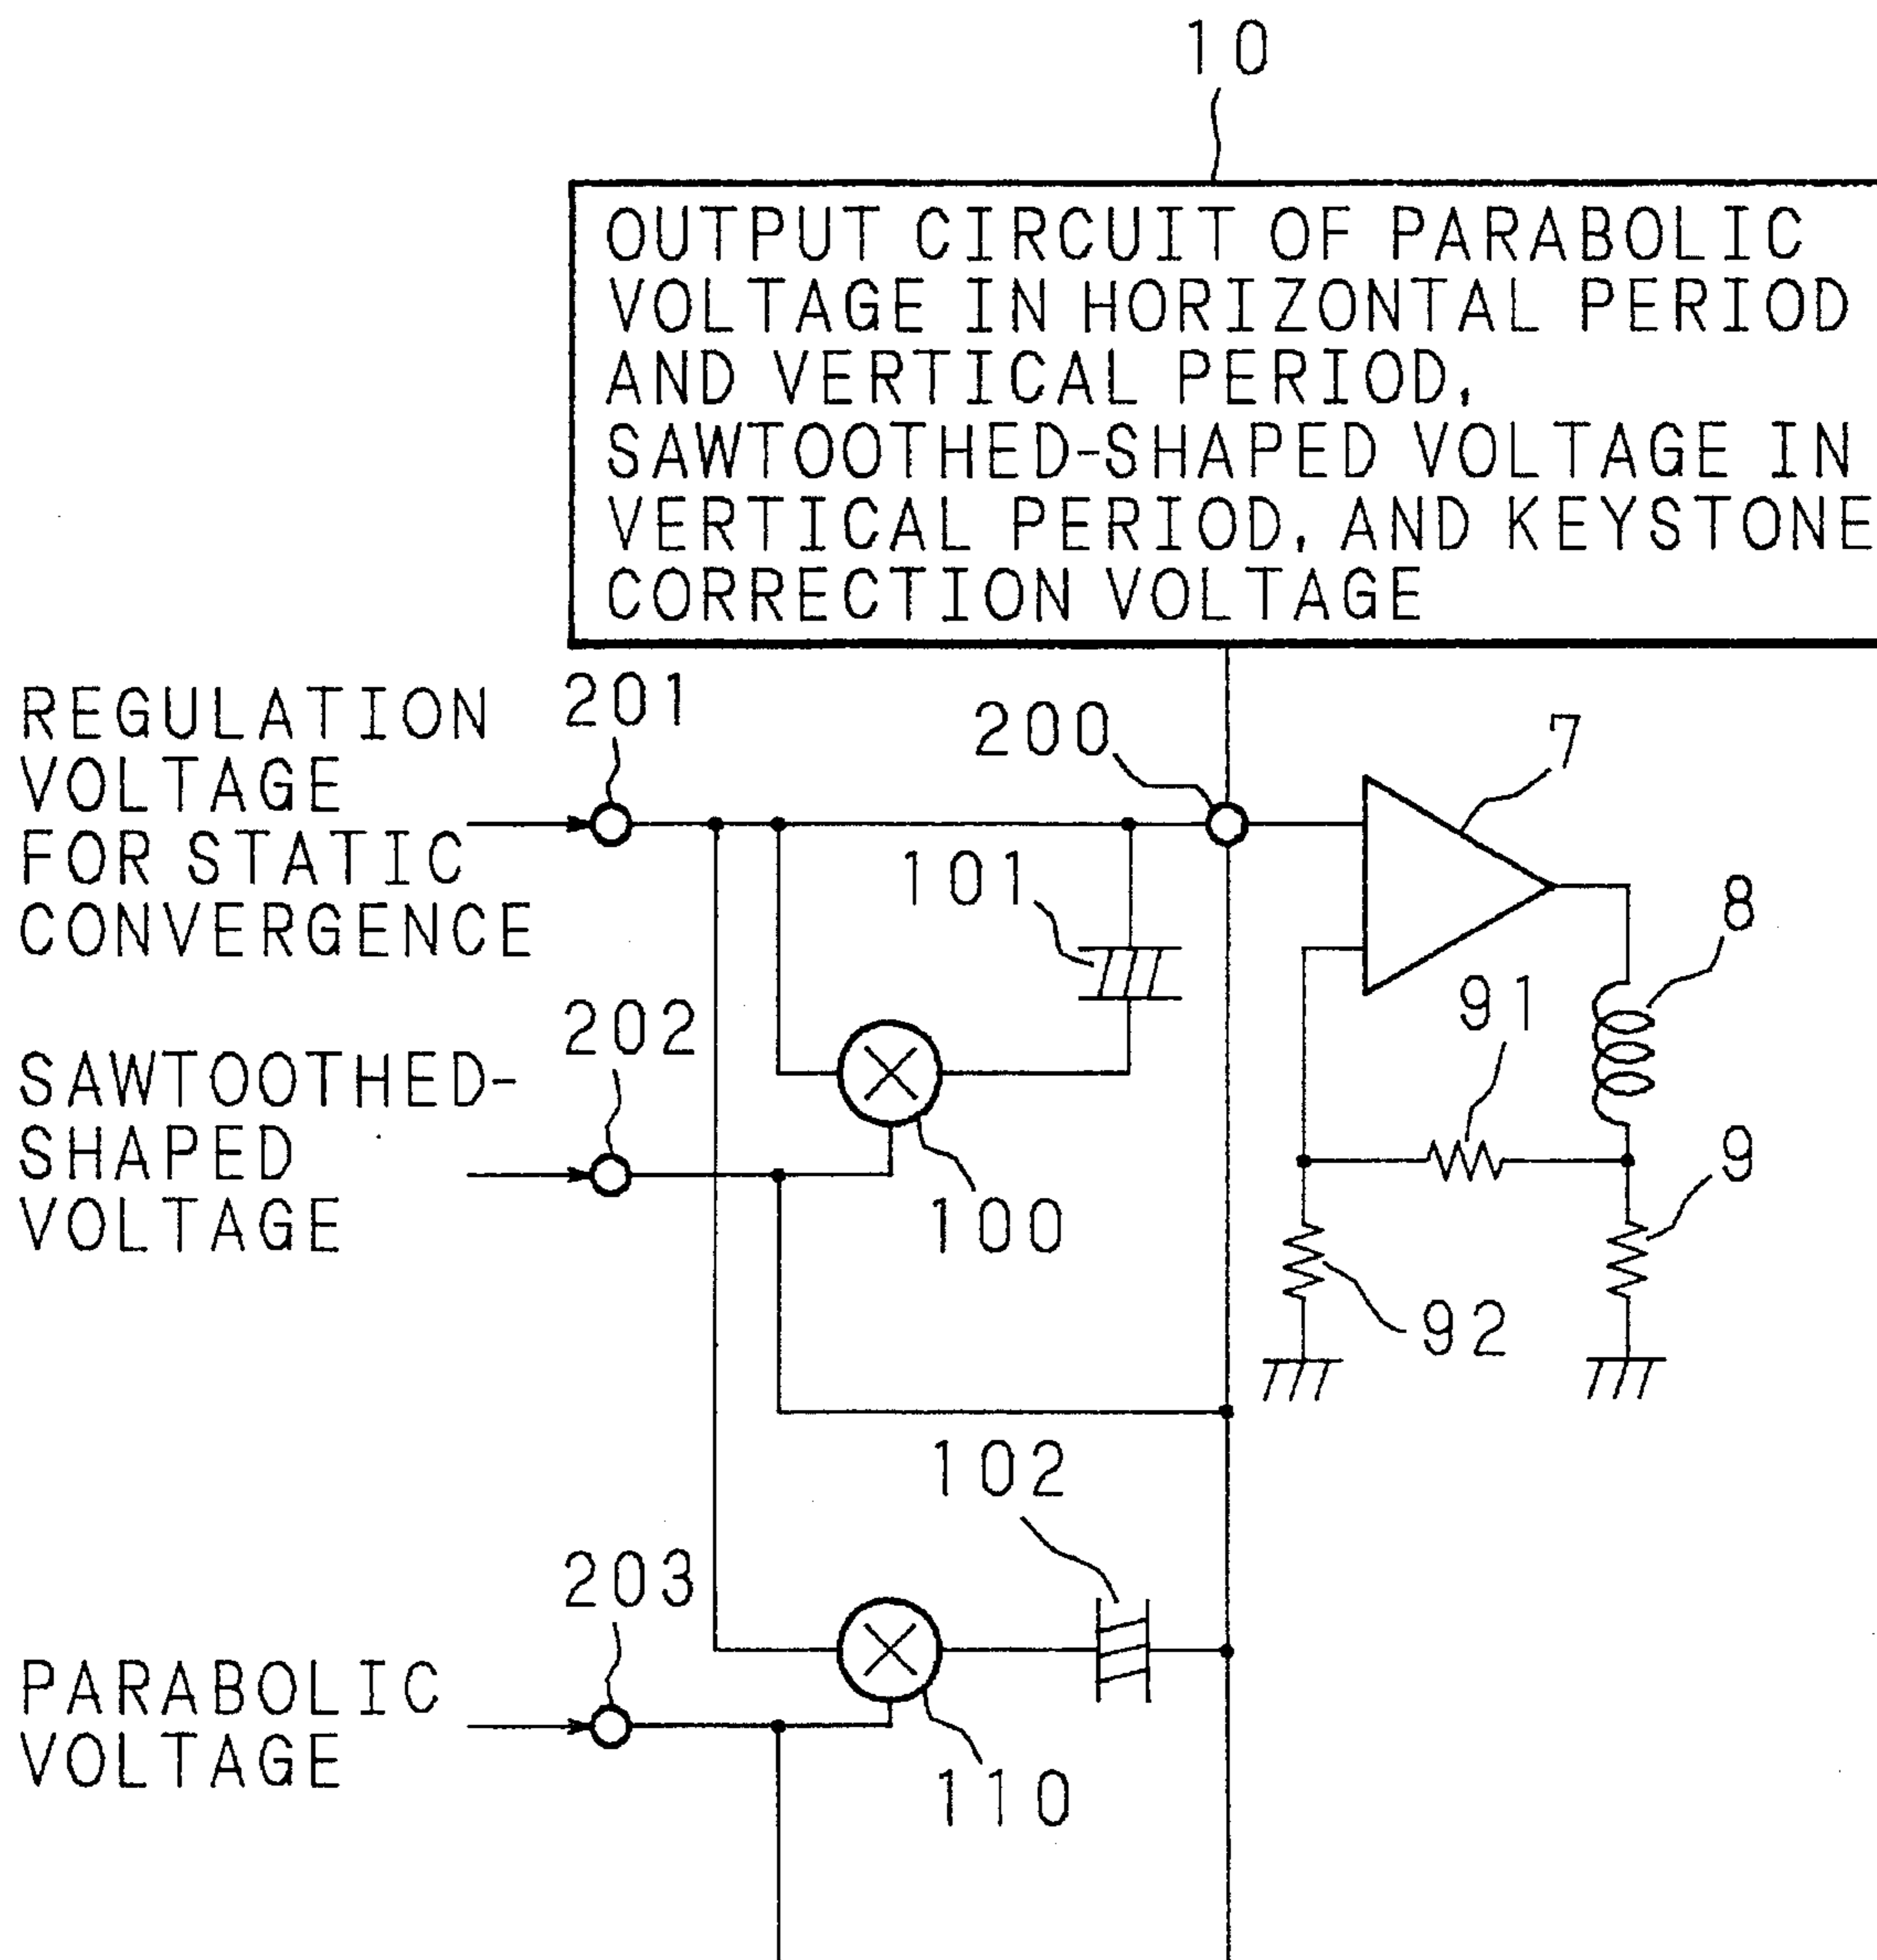 10
OUTPUT CIRCUIT OF PARABOLIC
VOLTAGE IN HORIZONTAL PERIOD
AND VERTICAL PERIOD,
SAWTOOTHED-SHAPED VOLTAGE IN
VERTICAL PERIOD, AND KEYSTONE
CORRECTION VOLTAGE
REGULATION
VOLTAGE
FOR STATIC
CONVERGENCE
201
200
7
101
8
91
SAWTOOTHED-
SHAPED
VOLTAGE
202
100
9
92
102
203
PARABOLIC
VOLTAGE
110